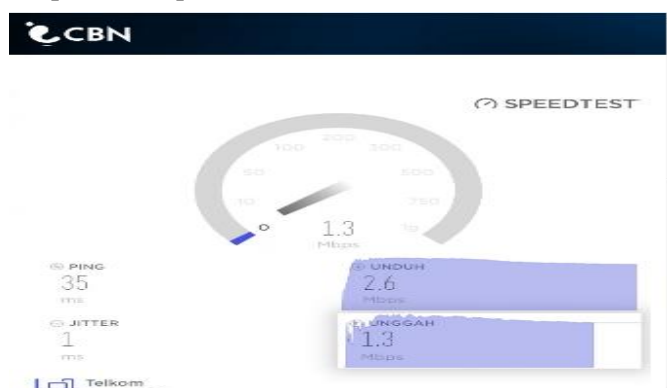 CBN
SPEEDTEST
200
100
300
50
500
10
750
0
1.3
Mbps
PING
35
ms
UNDUH
2.6
Mbps
JITTER
1
ms
UNGGAH
1.3
Mbps
Telkom